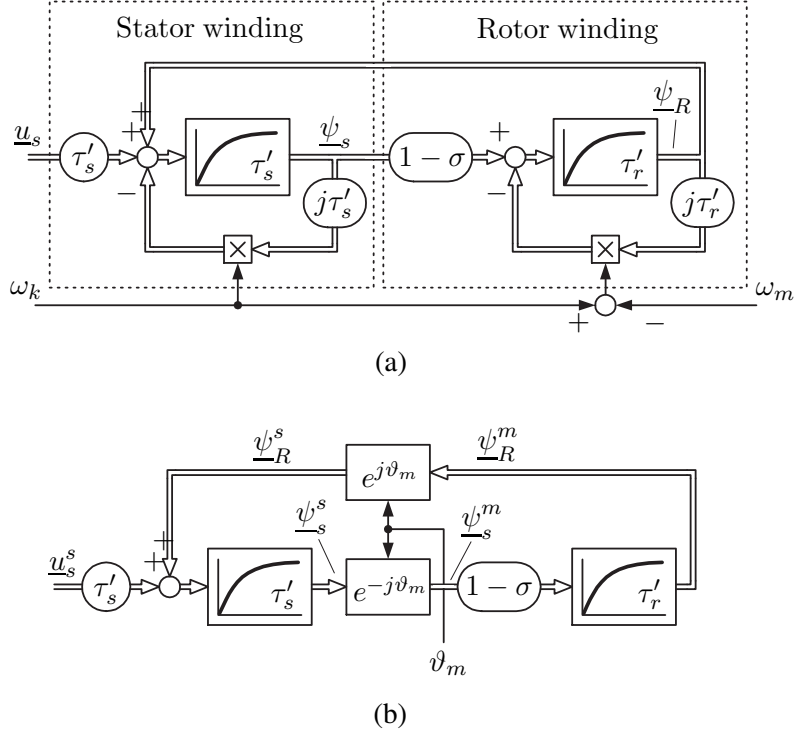 Stator winding Rotor winding
+
u_s τ′_s + τ′_s ψ_s 1 − σ + τ′_r ψ_R
− jτ′_s − jτ′_r
× ×
ω_k ω_m
+ −
(a)
ψ^s_R e^{jϑ_m} ψ^m_R
+ ψ^s_s ψ^m_s
u^s_s τ′_s + τ′_s e^{−jϑ_m} 1 − σ τ′_r
ϑ_m
(b)